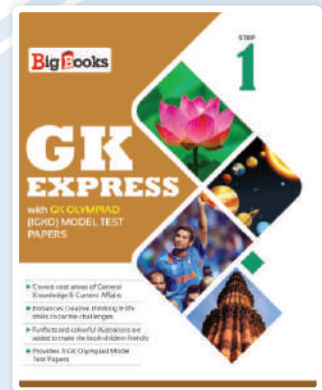 Big Books
STEP
1
GK
EXPRESS
with GK OLYMPIAD
(IGKO) MODEL TEST
PAPERS
Covers vast areas of General
Knowledge & Current Affairs
Enhances creative thinking & life
skills to tackle challenges
Funfacts and colourful illustrations are
added to make the book children friendly
Provides 3 GK Olympiad Model
Test Papers